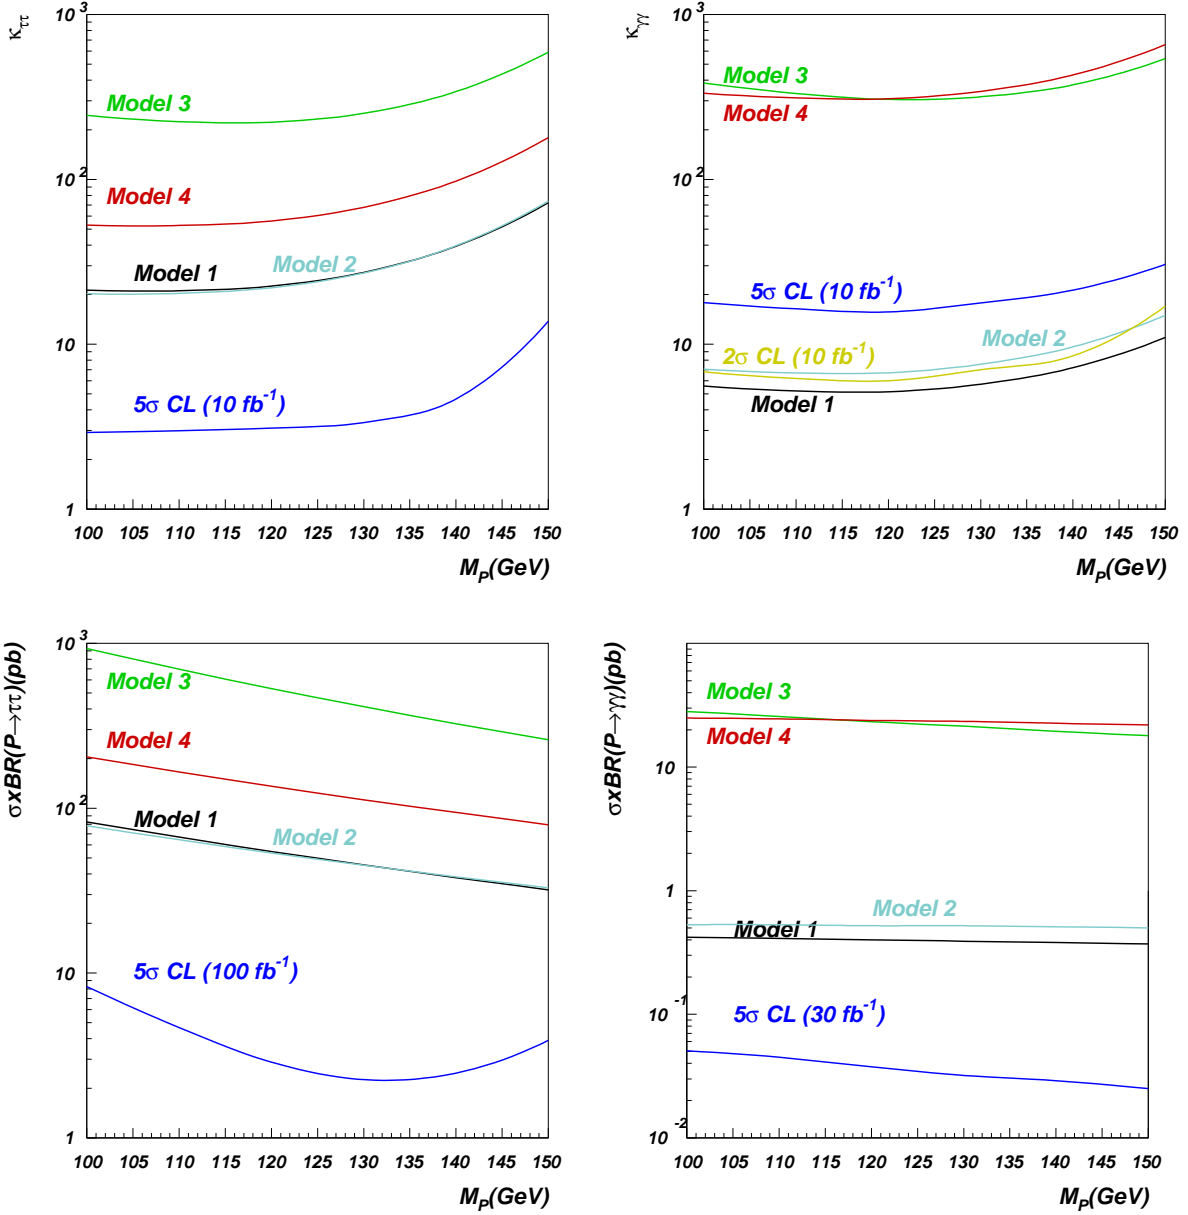 κττ
10^3
Model 3
10^2
Model 4
Model 2
Model 1
10
5σ CL (10 fb^-1)
1
100 105 110 115 120 125 130 135 140 145 150
M_P(GeV)
κγγ
10^3
Model 3
Model 4
10^2
5σ CL (10 fb^-1)
10
Model 2
2σ CL (10 fb^-1)
Model 1
1
100 105 110 115 120 125 130 135 140 145 150
M_P(GeV)
σxBR(P→ττ)(pb)
10^3
Model 3
Model 4
10^2
Model 1
Model 2
10
5σ CL (100 fb^-1)
1
100 105 110 115 120 125 130 135 140 145 150
M_P(GeV)
σxBR(P→γγ)(pb)
Model 3
Model 4
10
1
Model 2
Model 1
10^-1
5σ CL (30 fb^-1)
10^-2
100 105 110 115 120 125 130 135 140 145 150
M_P(GeV)